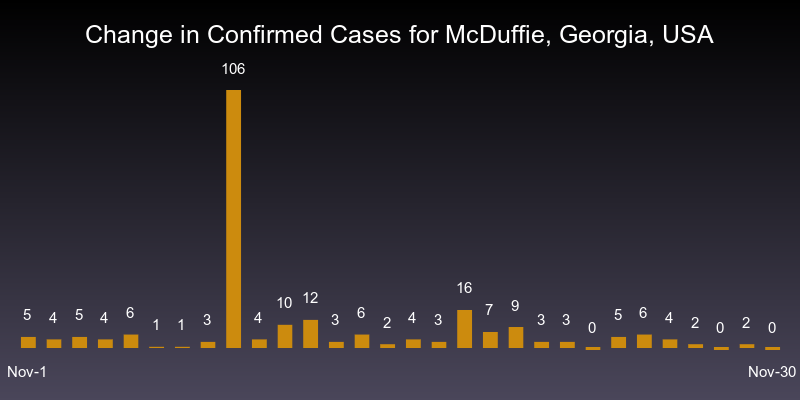 Change in Confirmed Cases for McDuffie, Georgia, USA
5 4 5 4 6 1 1 3 106 4 10 12 3 6 2 4 3 16 7 9 3 3 0 5 6 4 2 0 2 0
Nov-1 Nov-30